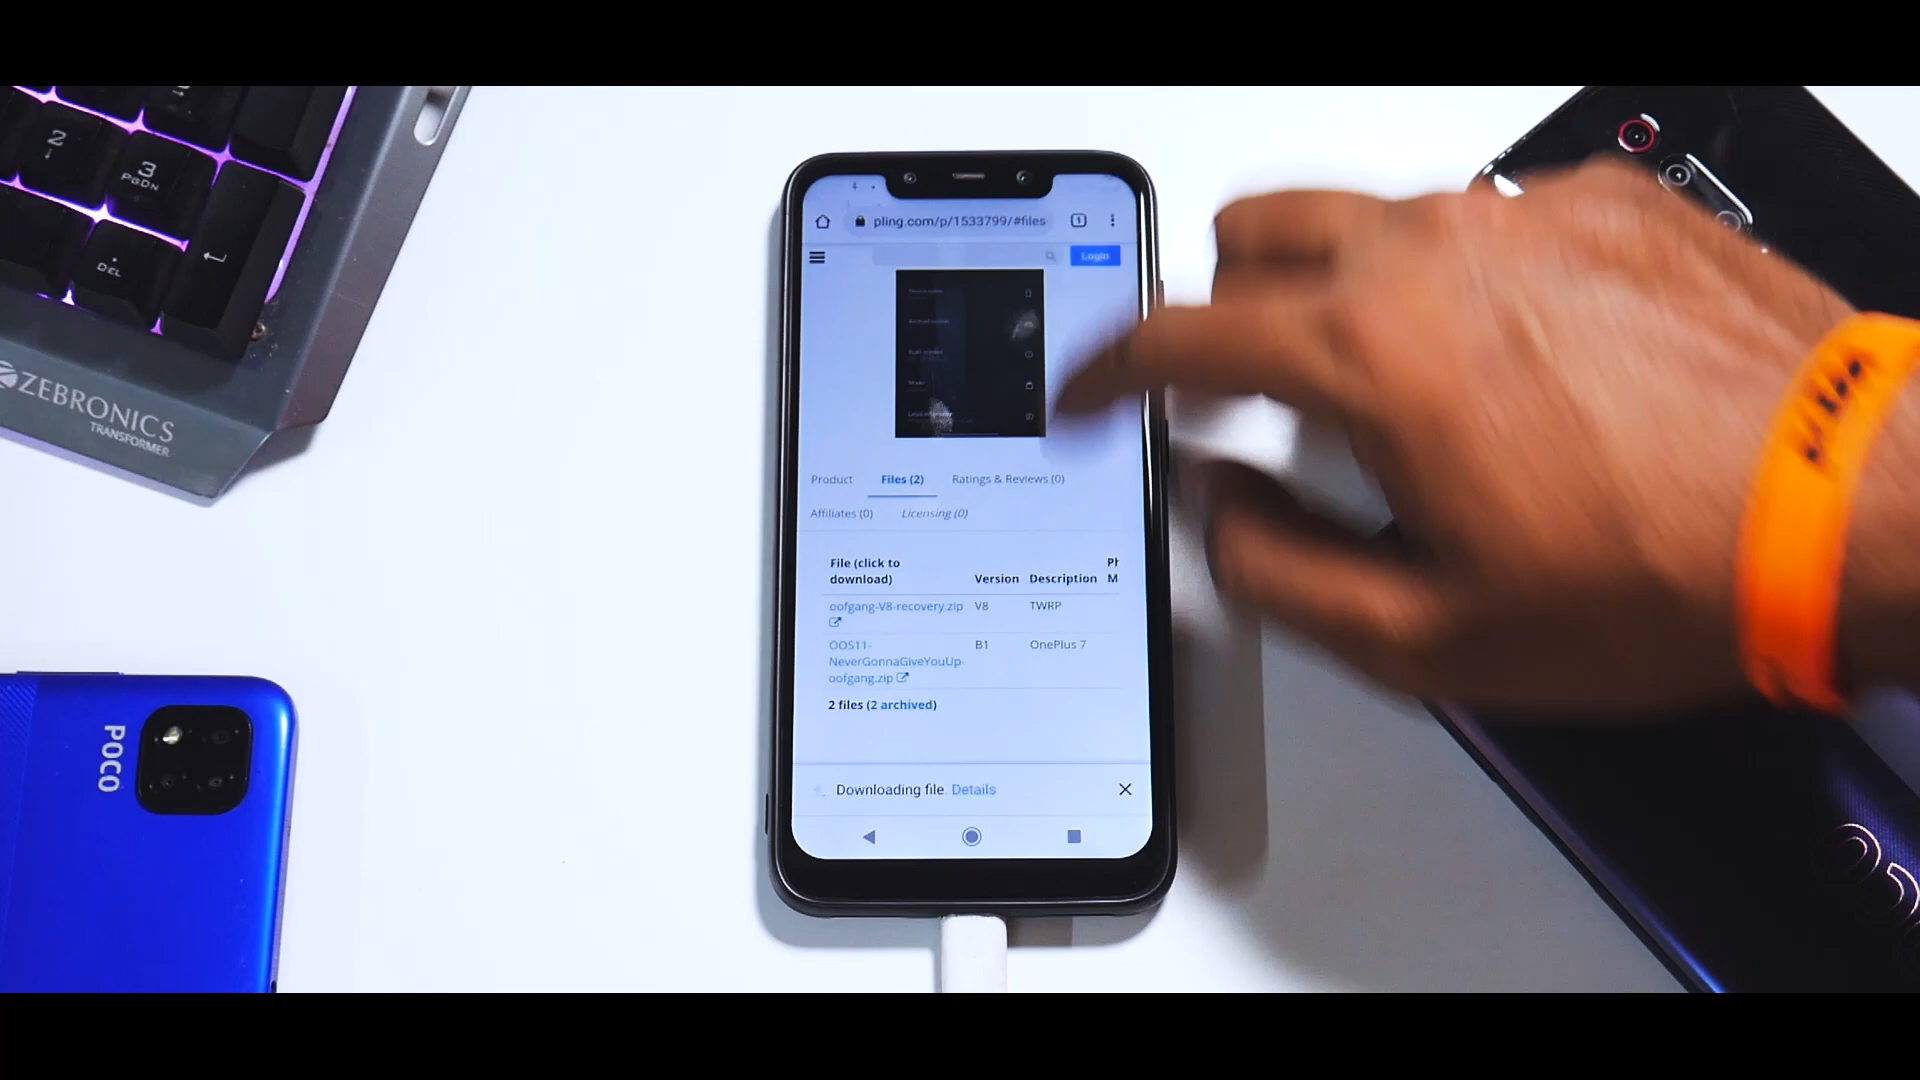 2
3
PgDN
DEL
ZEBRONICS
TRANSFORMER
POCO
pling.com/p/1533799/#files
1
Login
Product
Files (2)
Ratings & Reviews (0)
Affiliates (0)
Licensing (0)
File (click to
download)
Version
Description
oofgang-V8-recovery.zip
V8
TWRP
OOS11-
NeverGonnaGiveYouUp-
oofgang.zip
B1
OnePlus 7
2 files (2 archived)
Downloading file. Details